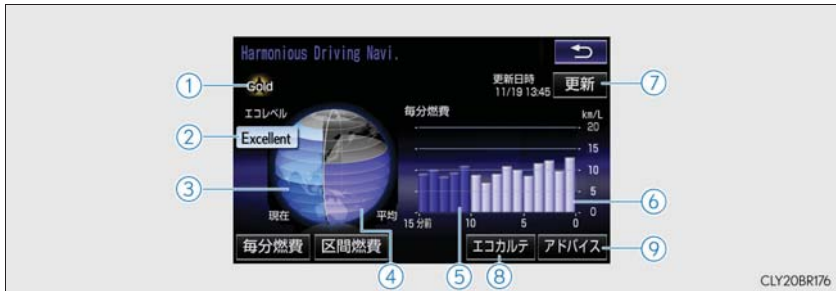 Harmonious Driving Navi.
① Gold
更新日時
11/19 13:45
更新 ⑦
エコレベル
② Excellent
毎分燃費
km/L
20
15
10
5
0
③
⑥
現在
平均
15分前
10
5
0
毎分燃費
区間燃費
エコカルテ
アドバイス
④
⑤
⑧
⑨
CLY20BR176